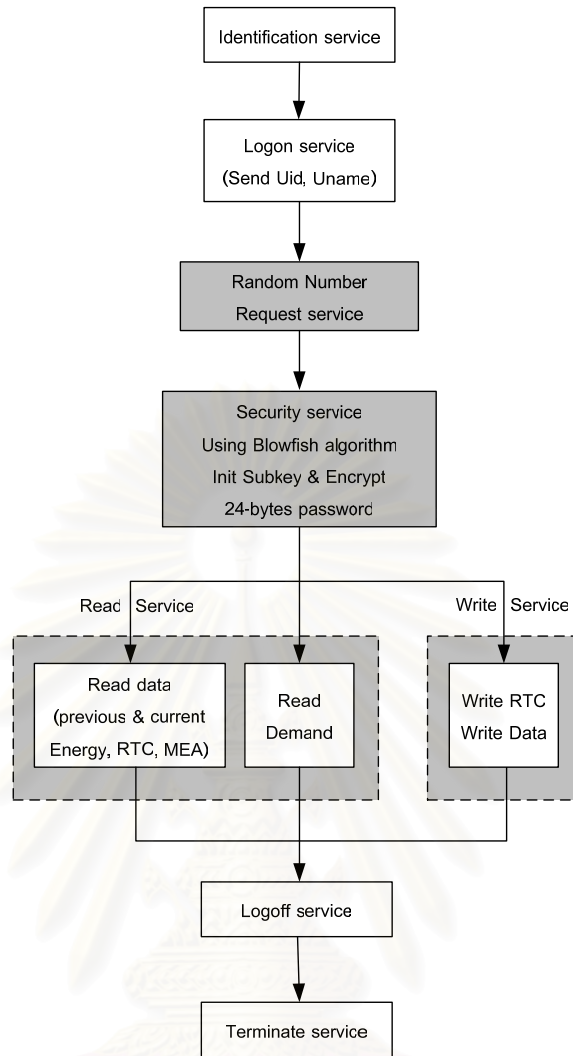 Identification service
Logon service
(Send Uid, Uname)
Random Number
Request service
Security service
Using Blowfish algorithm
Init Subkey & Encrypt
24-bytes password
Read Service
Write Service
Read data
(previous & current
Energy, RTC, MEA)
Read
Demand
Write RTC
Write Data
Logoff service
Terminate service